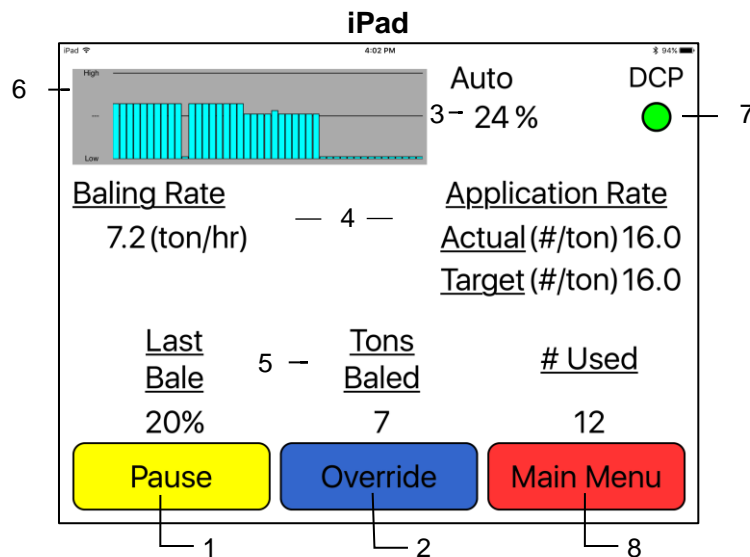 iPad
iPad 4:02 PM 94%
High
---
Low
6
Auto
3
24 %
DCP
7
Baling Rate
7.2 (ton/hr)
4
Application Rate
Actual (#/ton) 16.0
Target (#/ton) 16.0
Last Bale
5
Tons Baled
# Used
20%
7
12
Pause
Override
Main Menu
1
2
8